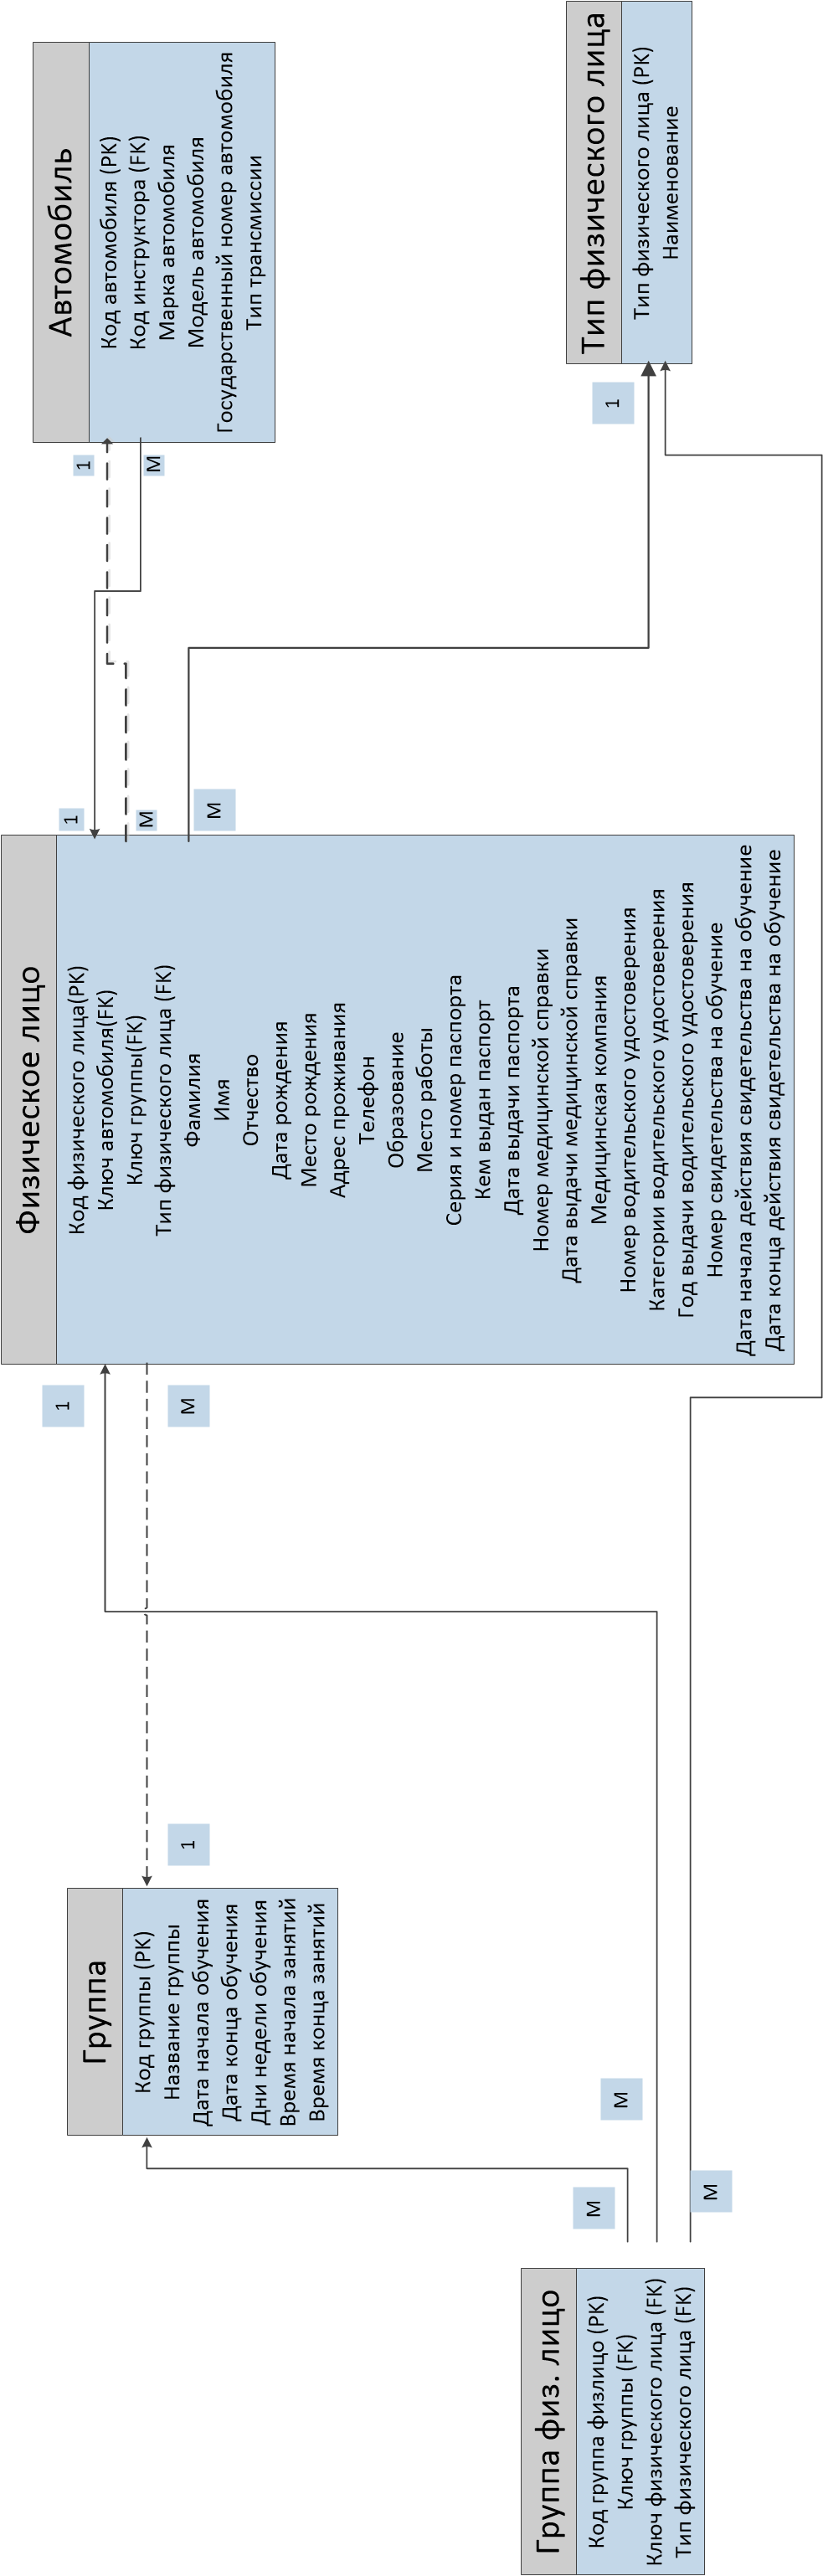 Автомобиль
Код автомобиля (PK)
Код инструктора (FK)
Марка автомобиля
Модель автомобиля
Государственный номер автомобиля
Тип трансмиссии
Тип физического лица
Тип физического лица (PK)
Наименование
1
М
1
1
М
М
Физическое лицо
Код физического лица(PK)
Ключ автомобиля(FK)
Ключ группы(FK)
Тип физического лица (FK)
Фамилия
Имя
Отчество
Дата рождения
Место рождения
Адрес проживания
Телефон
Образование
Место работы
Серия и номер паспорта
Кем выдан паспорт
Дата выдачи паспорта
Номер медицинской справки
Дата выдачи медицинской справки
Медицинская компания
Номер водительского удостоверения
Категории водительского удостоверения
Год выдачи водительского удостоверения
Номер свидетельства на обучение
Дата начала действия свидетельства на обучение
Дата конца действия свидетельства на обучение
1
М
1
Группа
Код группы (PK)
Название группы
Дата начала обучения
Дата конца обучения
Дни недели обучения
Время начала занятий
Время конца занятий
М
М
М
Группа физ. лицо
Код группа физлицо (PK)
Ключ группы (FK)
Ключ физического лица (FK)
Тип физического лица (FK)